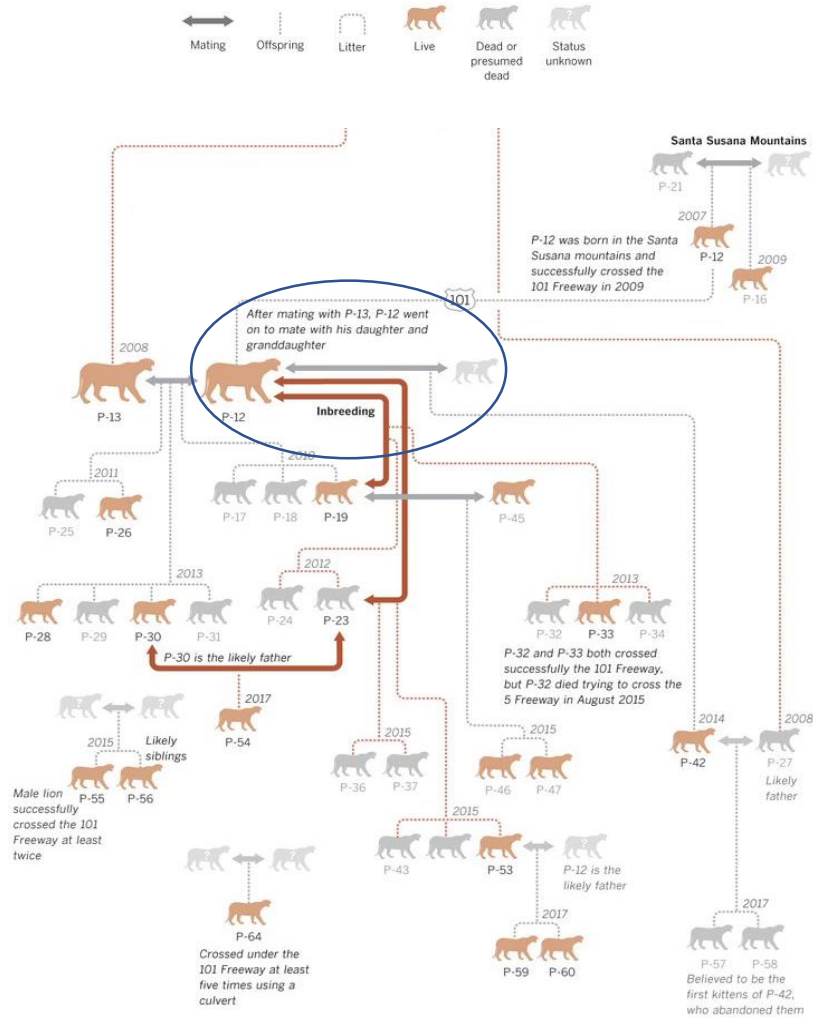 Mating
Offspring
Litter
Live
Dead or
presumed
dead
Status
unknown
Santa Susana Mountains
P-21
2007
P-12
2009
P-16
P-12 was born in the Santa
Susana mountains and
successfully crossed the
101 Freeway in 2009
101
After mating with P-13, P-12 went
on to mate with his daughter and
granddaughter
2008
P-13
P-12
Inbreeding
2011
P-25
P-26
2010
P-17
P-18
P-19
P-45
2013
P-28
P-29
P-30
P-31
2012
P-24
P-23
2013
P-32
P-33
P-34
P-32 and P-33 both crossed
successfully the 101 Freeway,
but P-32 died trying to cross the
5 Freeway in August 2015
P-30 is the likely father
2017
P-54
2015
Likely
siblings
P-55
P-56
Male lion
successfully
crossed the 101
Freeway at least
twice
2015
P-36
P-37
2015
P-46
P-47
2014
P-42
2008
P-27
Likely
father
2015
P-43
P-53
P-12 is the
likely father
P-64
Crossed under the
101 Freeway at least
five times using a
culvert
2017
P-59
P-60
2017
P-57
P-58
Believed to be the
first kittens of P-42,
who abandoned them